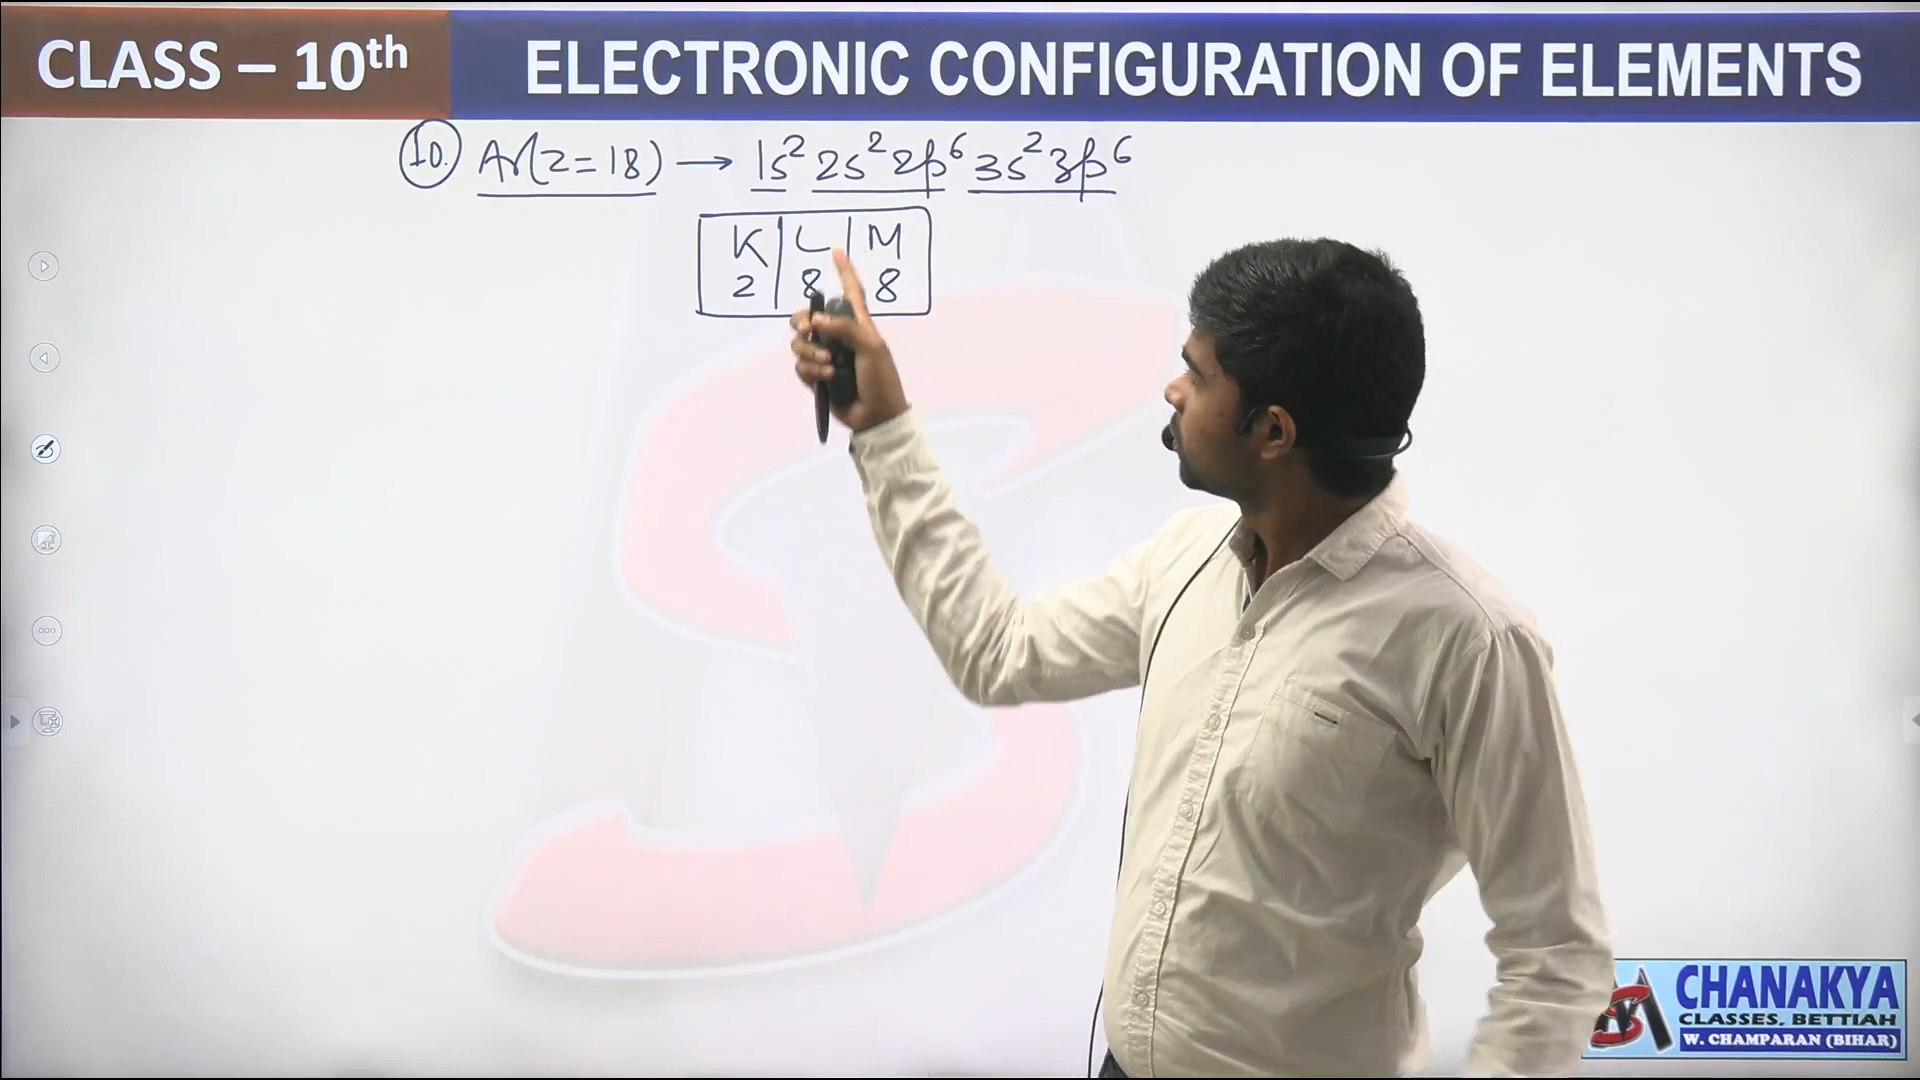 CLASS – 10th
ELECTRONIC CONFIGURATION OF ELEMENTS
10. Ar(Z=18) → 1s² 2s² 2p⁶ 3s² 3p⁶
K L M
2 8 8
CHANAKYA
CLASSES, BETTIAH
W. CHAMPARAN (BIHAR)